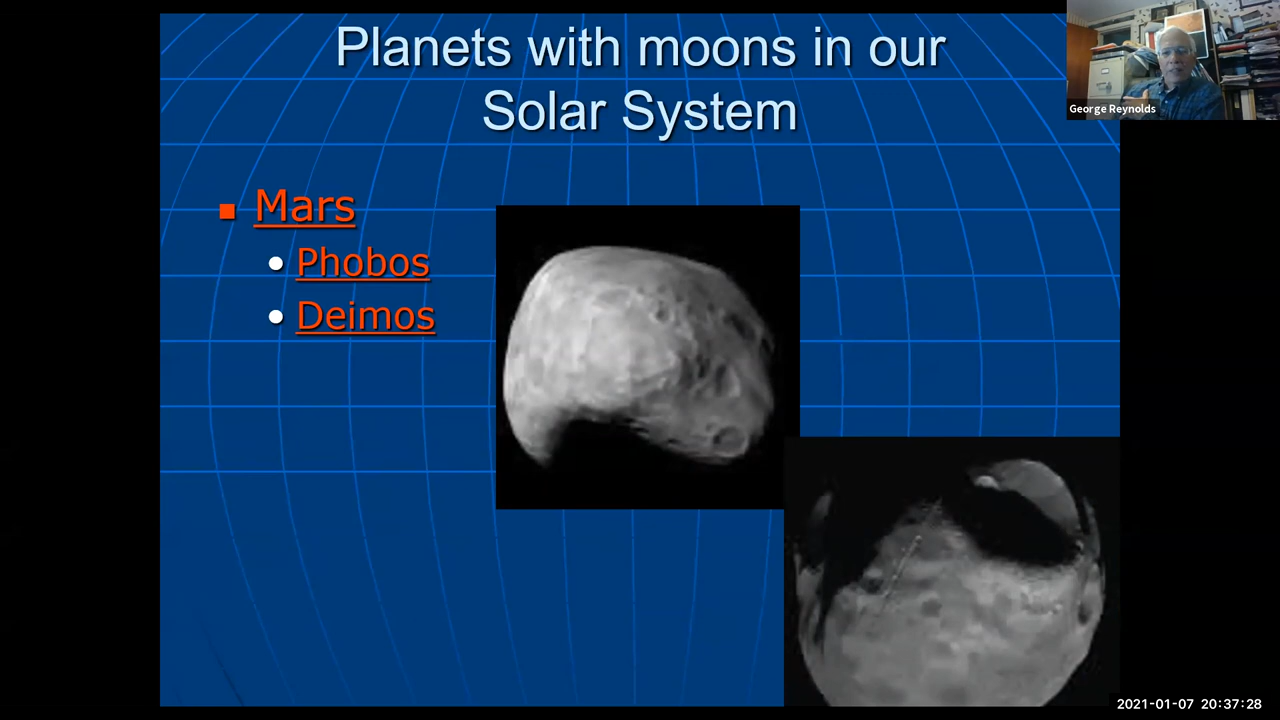 Planets with moons in our
Solar System
George Reynolds
Mars
Phobos
Deimos
2021-01-07 20:37:28